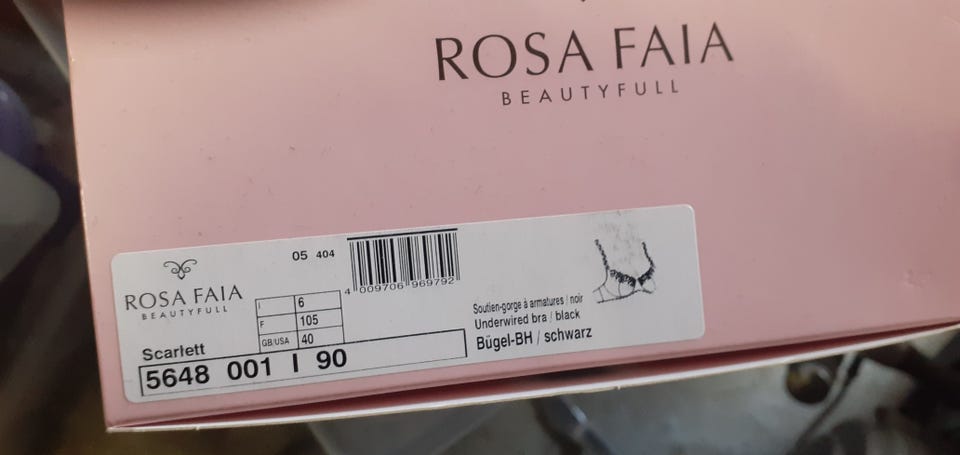 ROSA FAIA
BEAUTYFULL
05 404
4 009706 969792
ROSA FAIA
BEAUTYFULL
I 6
F 105
GB/USA 40
Scarlett
5648 001 I 90
Soutien-gorge à armatures / noir
Underwired bra / black
Bügel-BH / schwarz